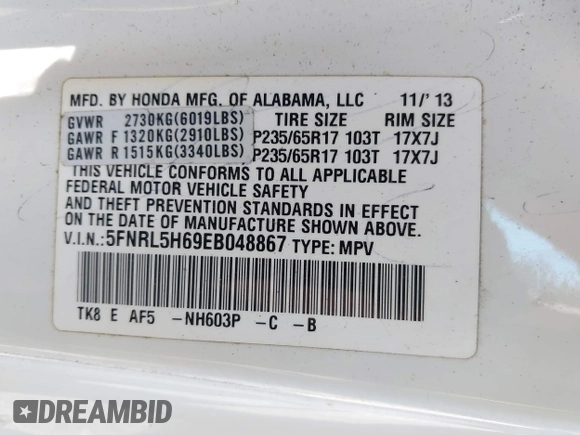 MFD. BY HONDA MFG. OF ALABAMA, LLC 11/' 13
GVWR 2730KG(6019LBS) TIRE SIZE RIM SIZE
GAWR F 1320KG(2910LBS) P235/65R17 103T 17X7J
GAWR R 1515KG(3340LBS) P235/65R17 103T 17X7J
THIS VEHICLE CONFORMS TO ALL APPLICABLE
FEDERAL MOTOR VEHICLE SAFETY
AND THEFT PREVENTION STANDARDS IN EFFECT
ON THE DATE OF MANUFACTURE SHOWN ABOVE.
V.I.N.:5FNRL5H69EB048867 TYPE: MPV
TK8 E AF5 -NH603P -C -B
DREAMBID